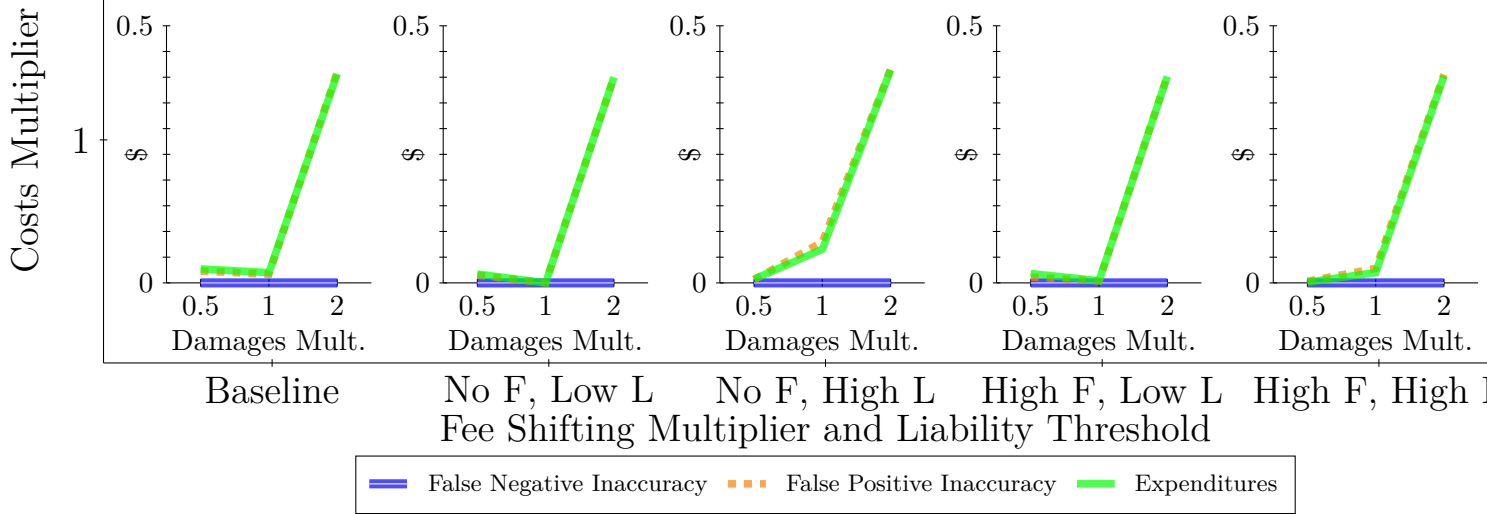 Costs Multiplier
1
0.5
0
$
0.5 1 2
Damages Mult.
0.5
0
$
0.5 1 2
Damages Mult.
0.5
0
$
0.5 1 2
Damages Mult.
0.5
0
$
0.5 1 2
Damages Mult.
0.5
0
$
0.5 1 2
Damages Mult.
Baseline No F, Low L No F, High L High F, Low L High F, High
Fee Shifting Multiplier and Liability Threshold
False Negative Inaccuracy False Positive Inaccuracy Expenditures